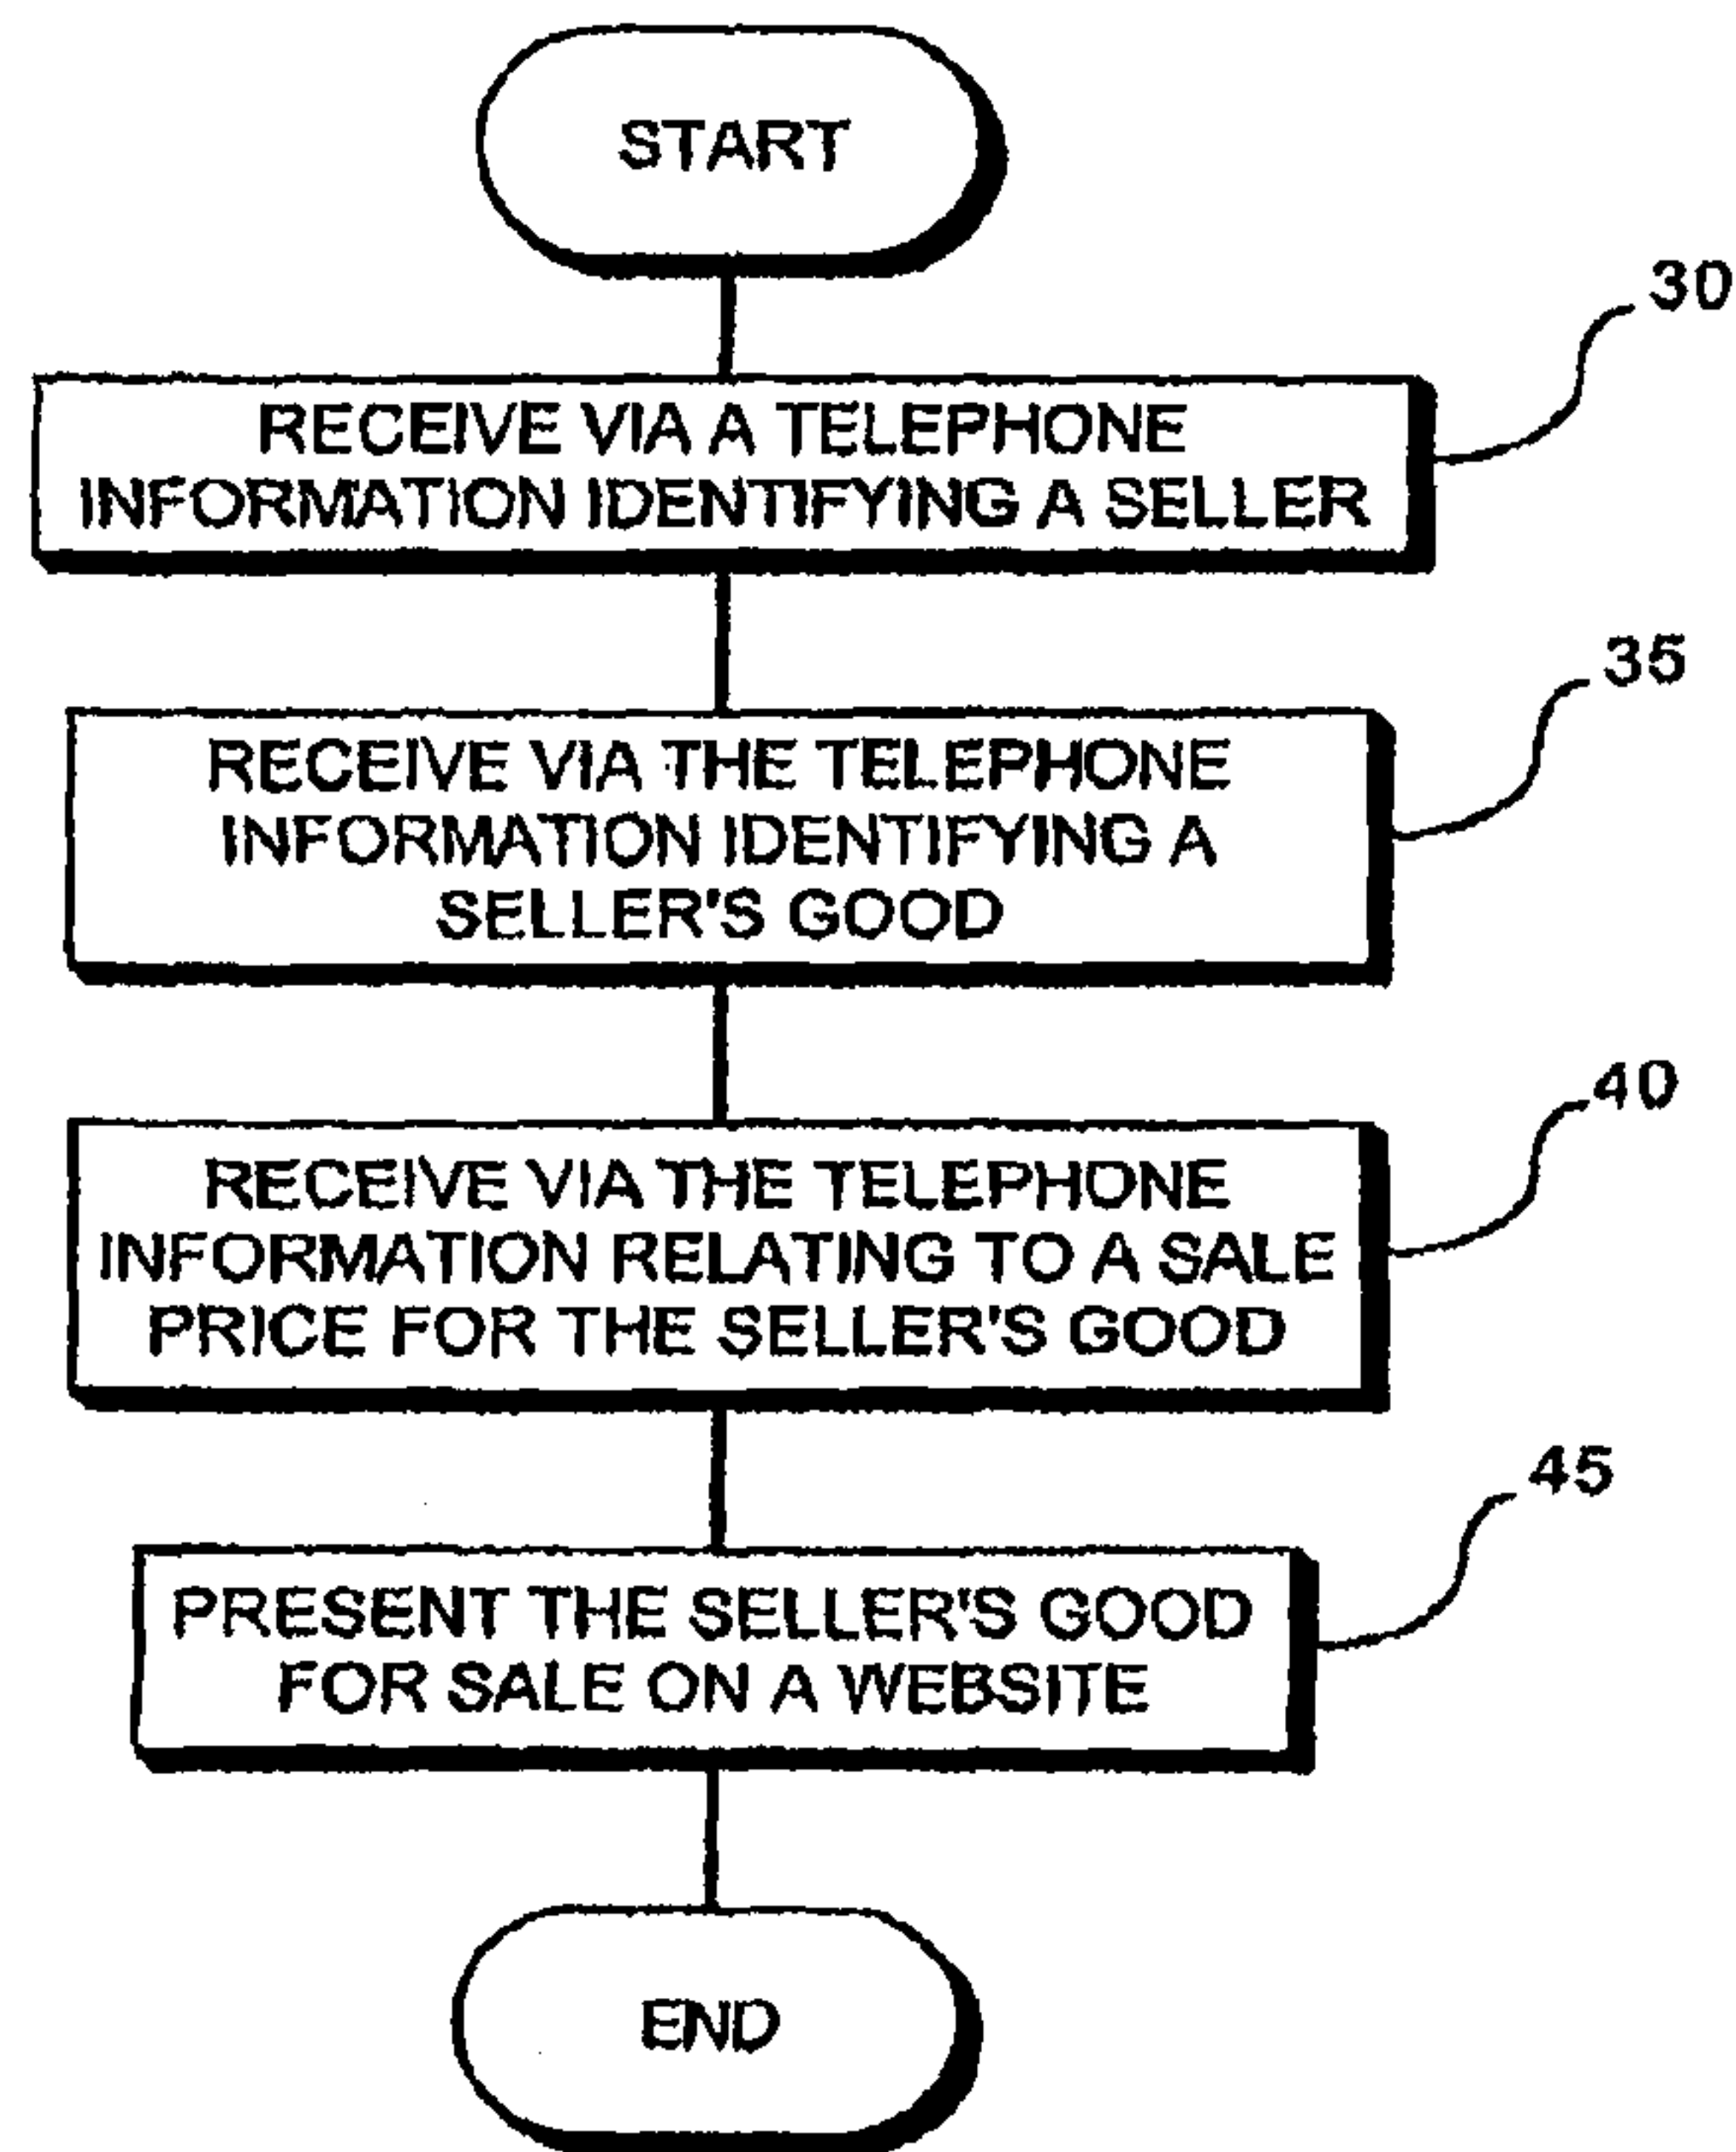 START
30
RECEIVE VIA A TELEPHONE
INFORMATION IDENTIFYING A SELLER
35
RECEIVE VIA THE TELEPHONE
INFORMATION IDENTIFYING A
SELLER'S GOOD
40
RECEIVE VIA THE TELEPHONE
INFORMATION RELATING TO A SALE
PRICE FOR THE SELLER'S GOOD
45
PRESENT THE SELLER'S GOOD
FOR SALE ON A WEBSITE
END